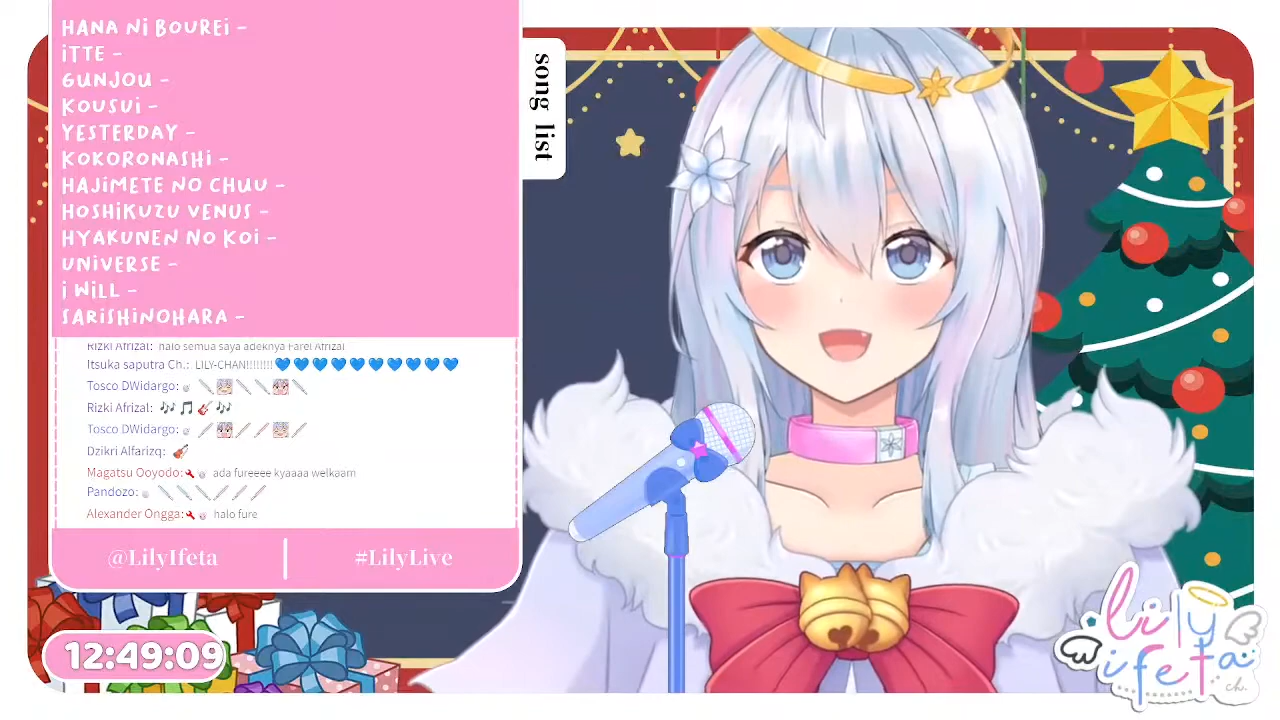 HANA Ni BOUREi -
iTTE -
GUNJOU -
KOUSUi -
YESTERDAY -
KOKORONASHi -
HAJiMETE NO CHUU -
HOSHiKUZU VENUS -
HYAKUNEN NO KOi -
UNiVERSE -
i WiLL -
SARiSHiNOHARA -
song list
Rizki Afrizal: halo semua saya adeknya Farel Afrizal
Itsuka saputra Ch.: LILY-CHAN!!!!!!!!💙💙💙💙💙💙💙💙💙💙
Tosco DWidargo:
Rizki Afrizal: 🎶🎵🎸🎶
Tosco DWidargo:
Dzikri Alfarizq: 🎻
Magatsu Ooyodo: ada fureeee kyaaaa welkaam
Pandozo:
Alexander Ongga: halo fure
@LilyIfeta
#LilyLive
12:49:09
lily
ifeta
ch.